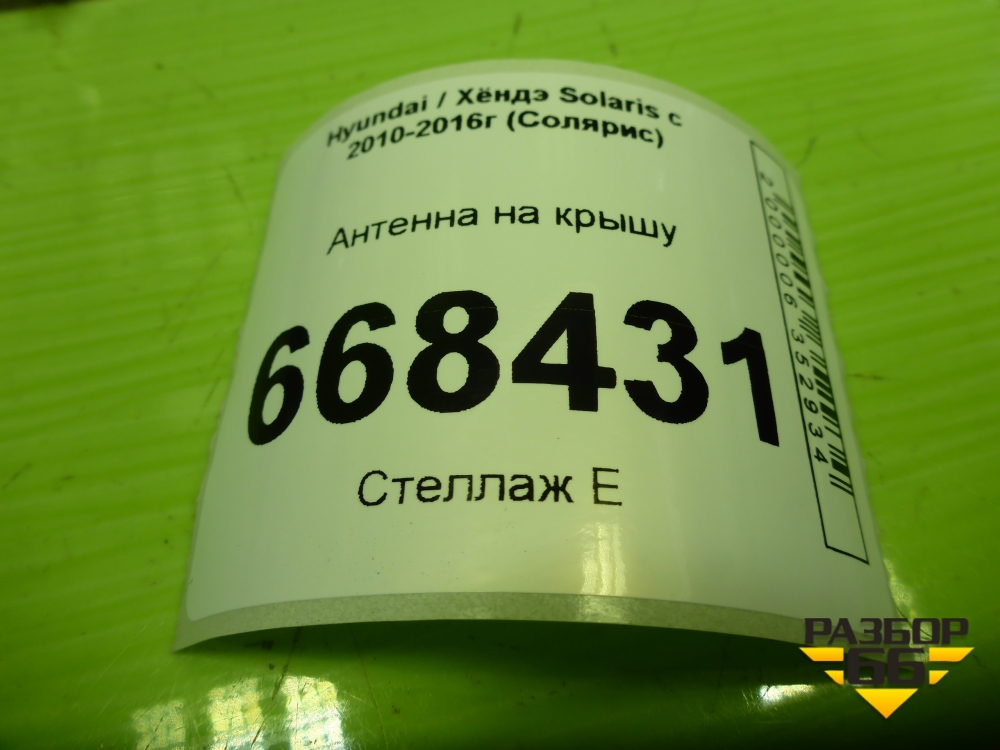 Hyundai / Хёндэ Solaris с
2010-2016г (Солярис)
Антенна на крышу
668431
Стеллаж Е
2000006352934
РАЗБОР
66